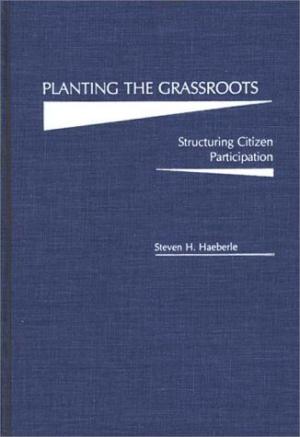 PLANTING THE GRASSROOTS
Structuring Citizen
Participation
Steven H. Haeberle